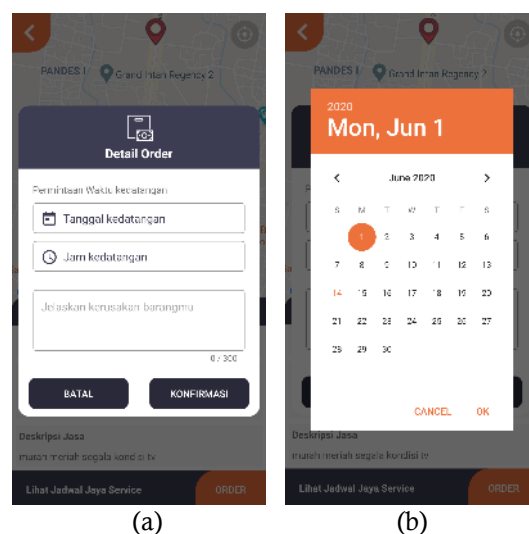 PANDES I
Grand Intan Regency 2
Detail Order
Permintaan Waktu kedatangan
Tanggal kedatangan
Jam kedatangan
Jelaskan kerusakan barangmu
0 / 300
BATAL
KONFIRMASI
Deskripsi Jasa
murah meriah segala kondisi tv
Lihat Jadwal Jaya Service
ORDER
(a)
PANDES I
Grand Intan Regency 2
2020
Mon, Jun 1
June 2020
S M T W T F S
1 2 3 4 5 6
7 8 9 10 11 12 13
14 15 16 17 18 19 20
21 22 23 24 25 26 27
28 29 30
CANCEL OK
Deskripsi Jasa
murah meriah segala kondisi tv
Lihat Jadwal Jaya Service
ORDER
(b)